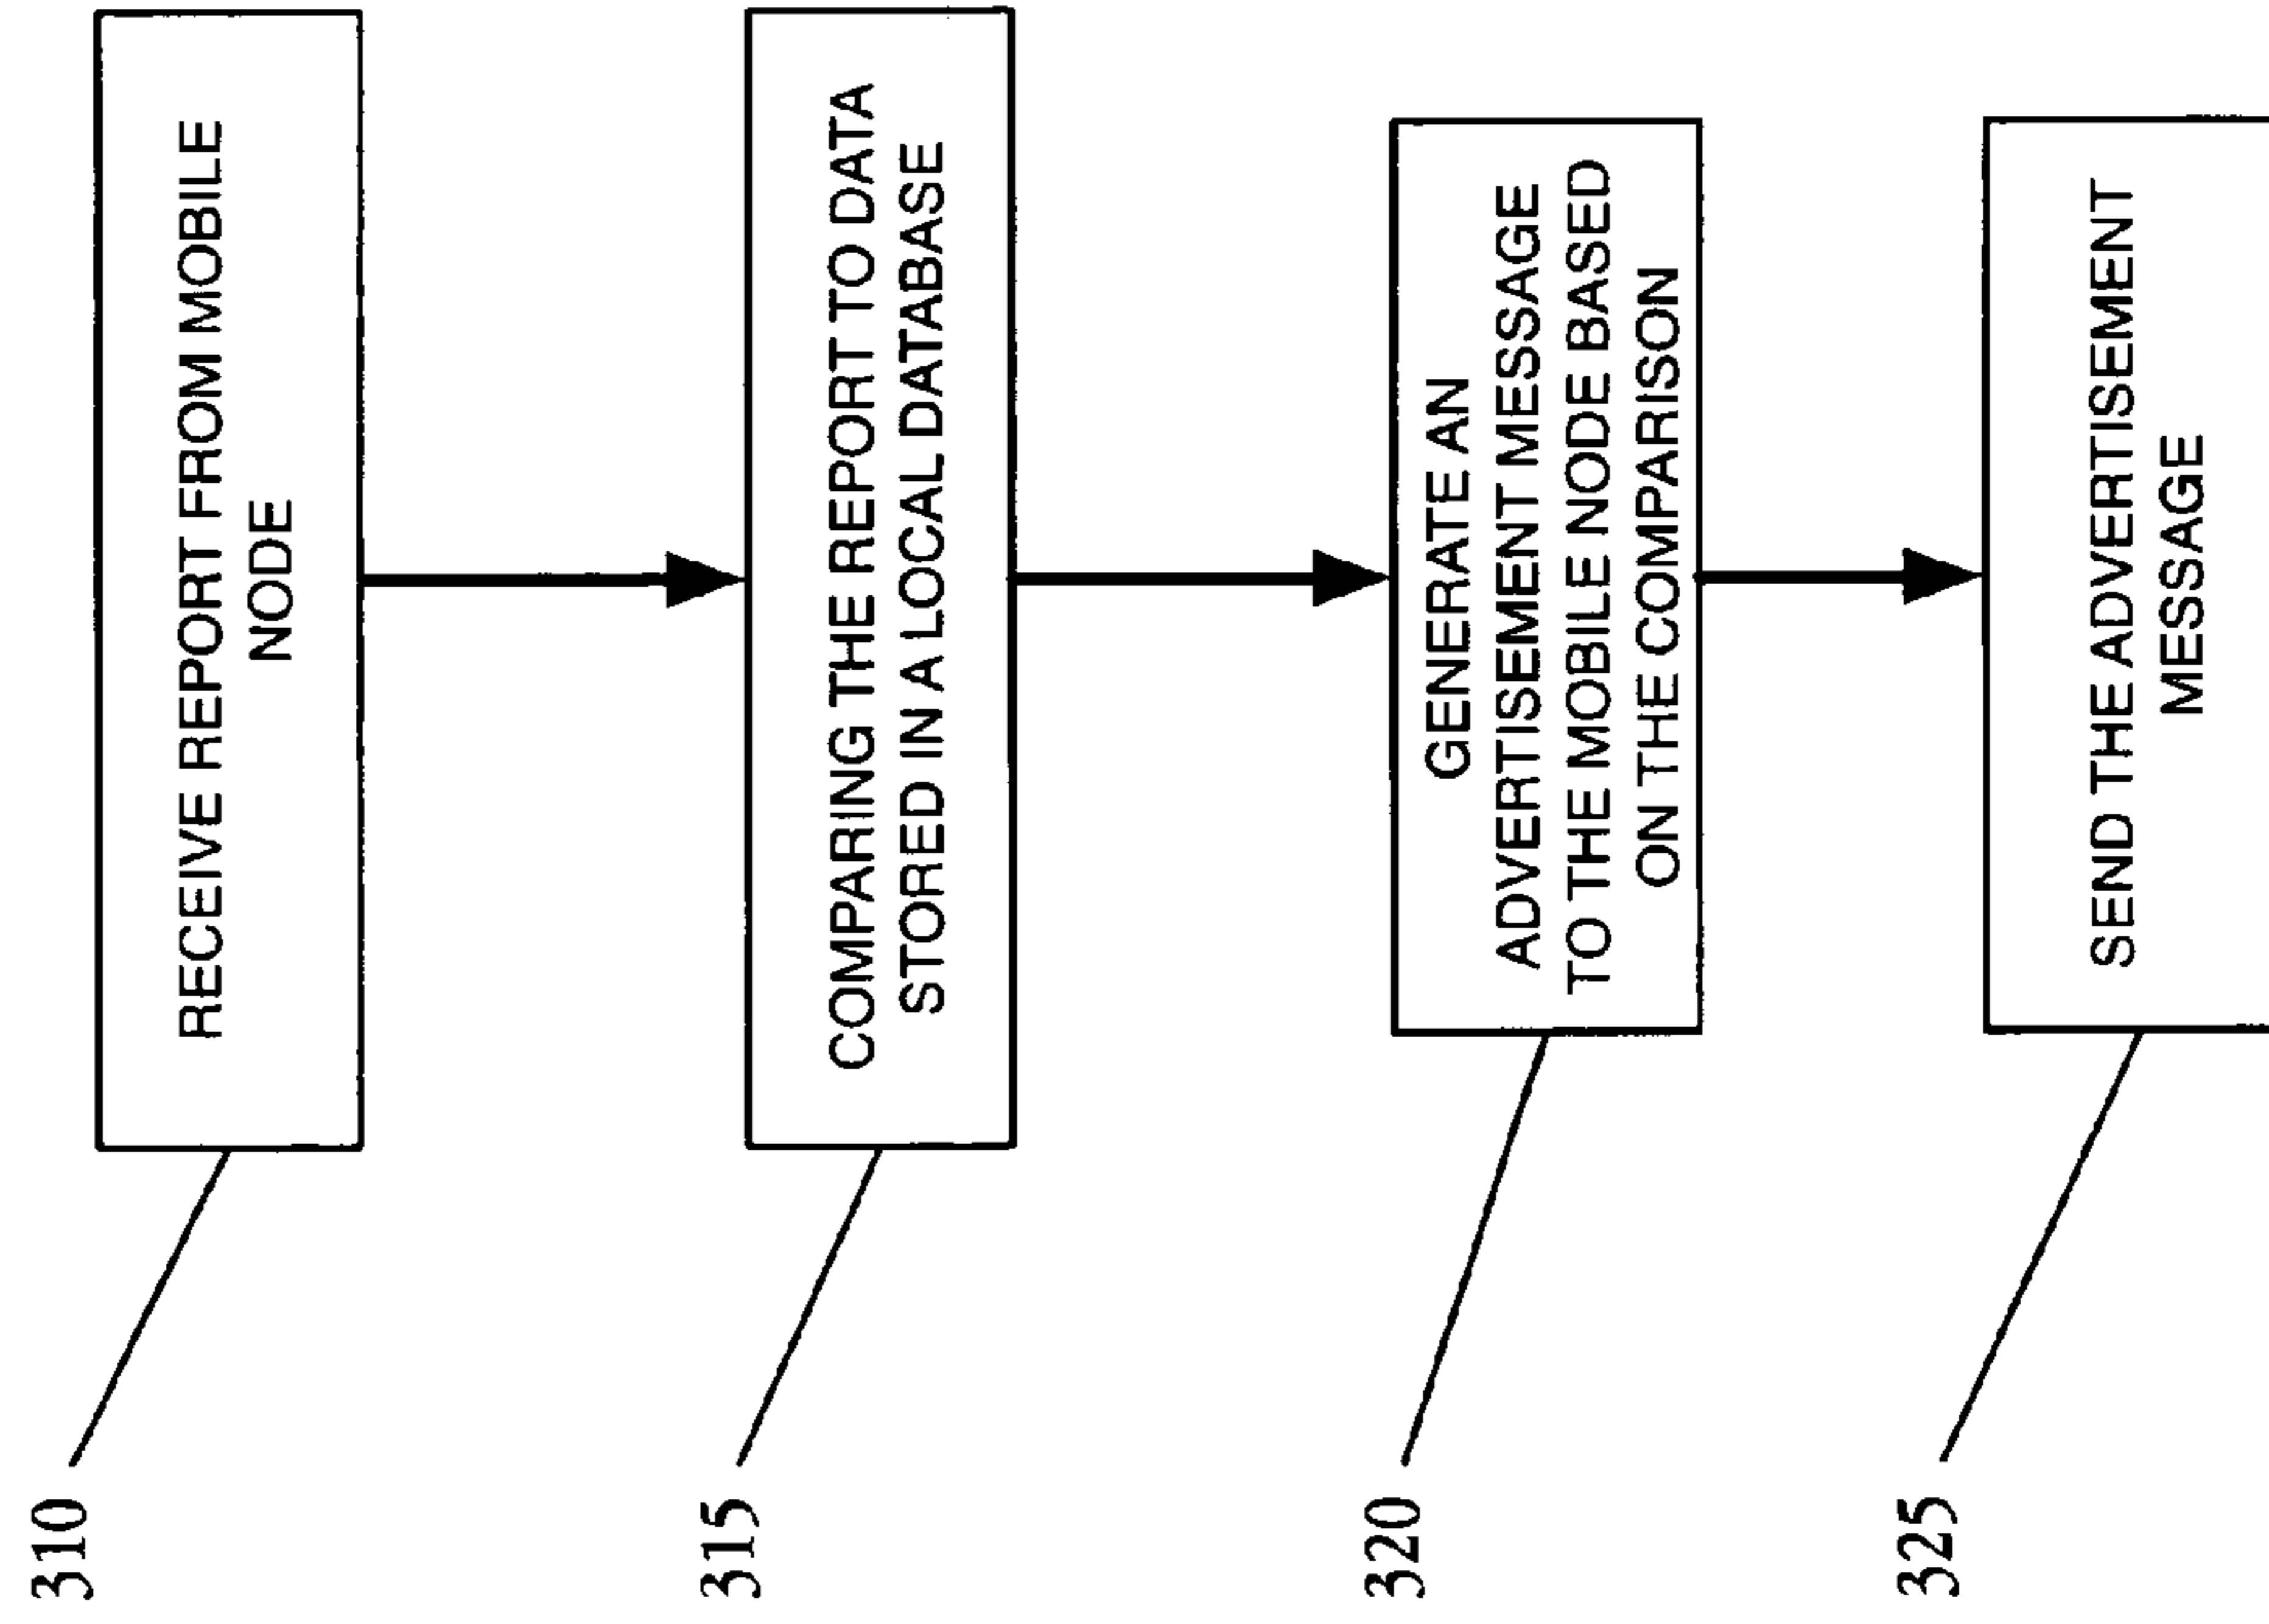 310
RECEIVE REPORT FROM MOBILE
NODE
315
COMPARING THE REPORT TO DATA
STORED IN A LOCAL DATABASE
320
GENERATE AN
ADVERTISEMENT MESSAGE
TO THE MOBILE NODE BASED
ON THE COMPARISON
325
SEND THE ADVERTISEMENT
MESSAGE